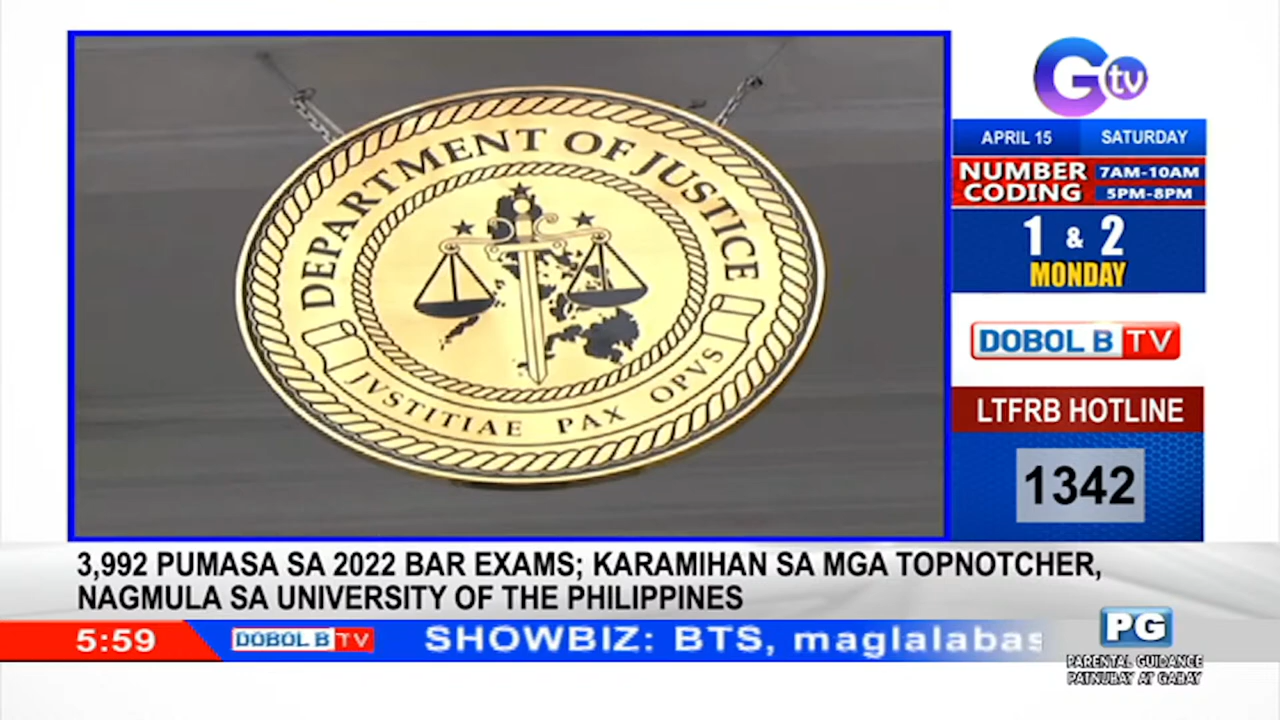 DEPARTMENT OF JUSTICE
JVSTITIAE PAX OPVS
Gtv
APRIL 15 SATURDAY
NUMBER CODING
7AM-10AM
5PM-8PM
1 & 2
MONDAY
DOBOL B TV
LTFRB HOTLINE
1342
3,992 PUMASA SA 2022 BAR EXAMS; KARAMIHAN SA MGA TOPNOTCHER,
NAGMULA SA UNIVERSITY OF THE PHILIPPINES
5:59 DOBOL B TV SHOWBIZ: BTS, maglalabas
PG
PARENTAL GUIDANCE
PATNUBAY AT GABAY